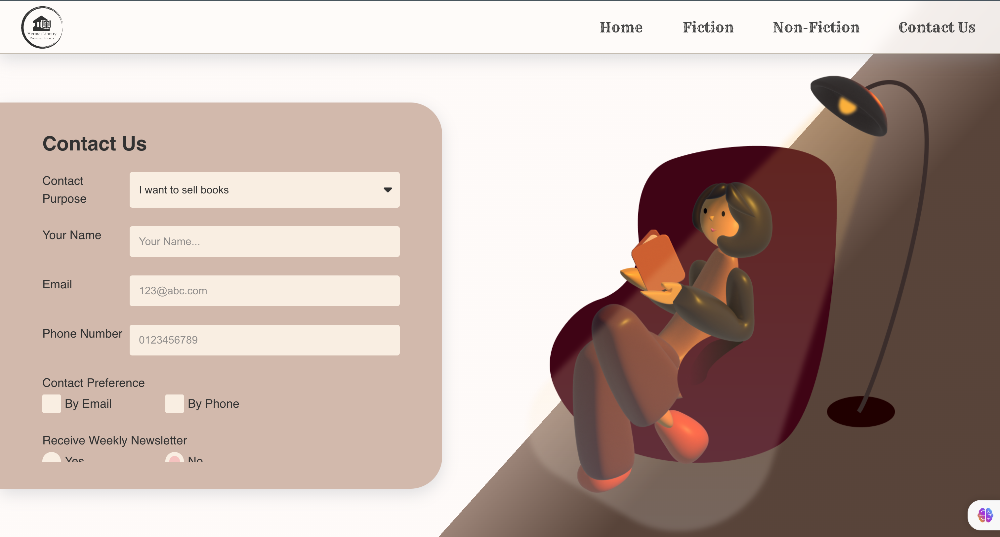 HermesLibrary
Books are friends
Home Fiction Non-Fiction Contact Us
Contact Us
Contact
Purpose
I want to sell books
Your Name
Your Name...
Email
123@abc.com
Phone Number
0123456789
Contact Preference
By Email By Phone
Receive Weekly Newsletter
Yes No